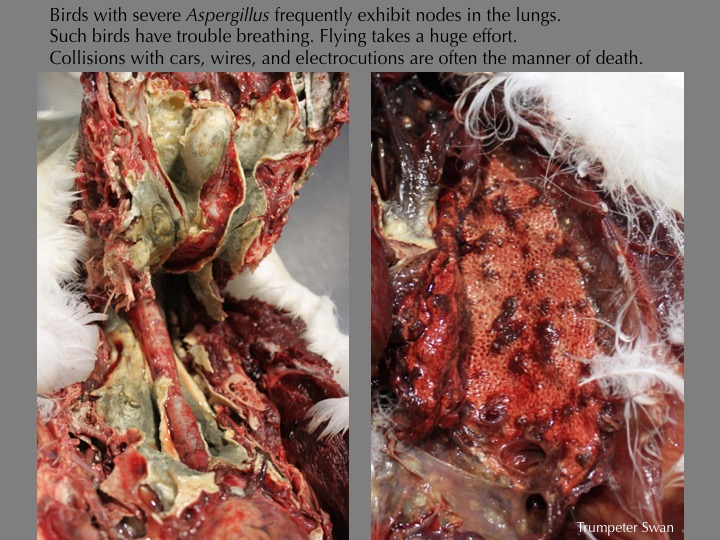 Birds with severe Aspergillus frequently exhibit nodes in the lungs.
Such birds have trouble breathing. Flying takes a huge effort.
Collisions with cars, wires, and electrocutions are often the manner of death.
Trumpeter Swan